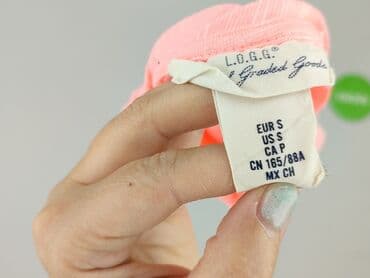 L.O.G.G.®
Graded Goods
EUR S
US S
CA P
CN 165/88A
MX CH